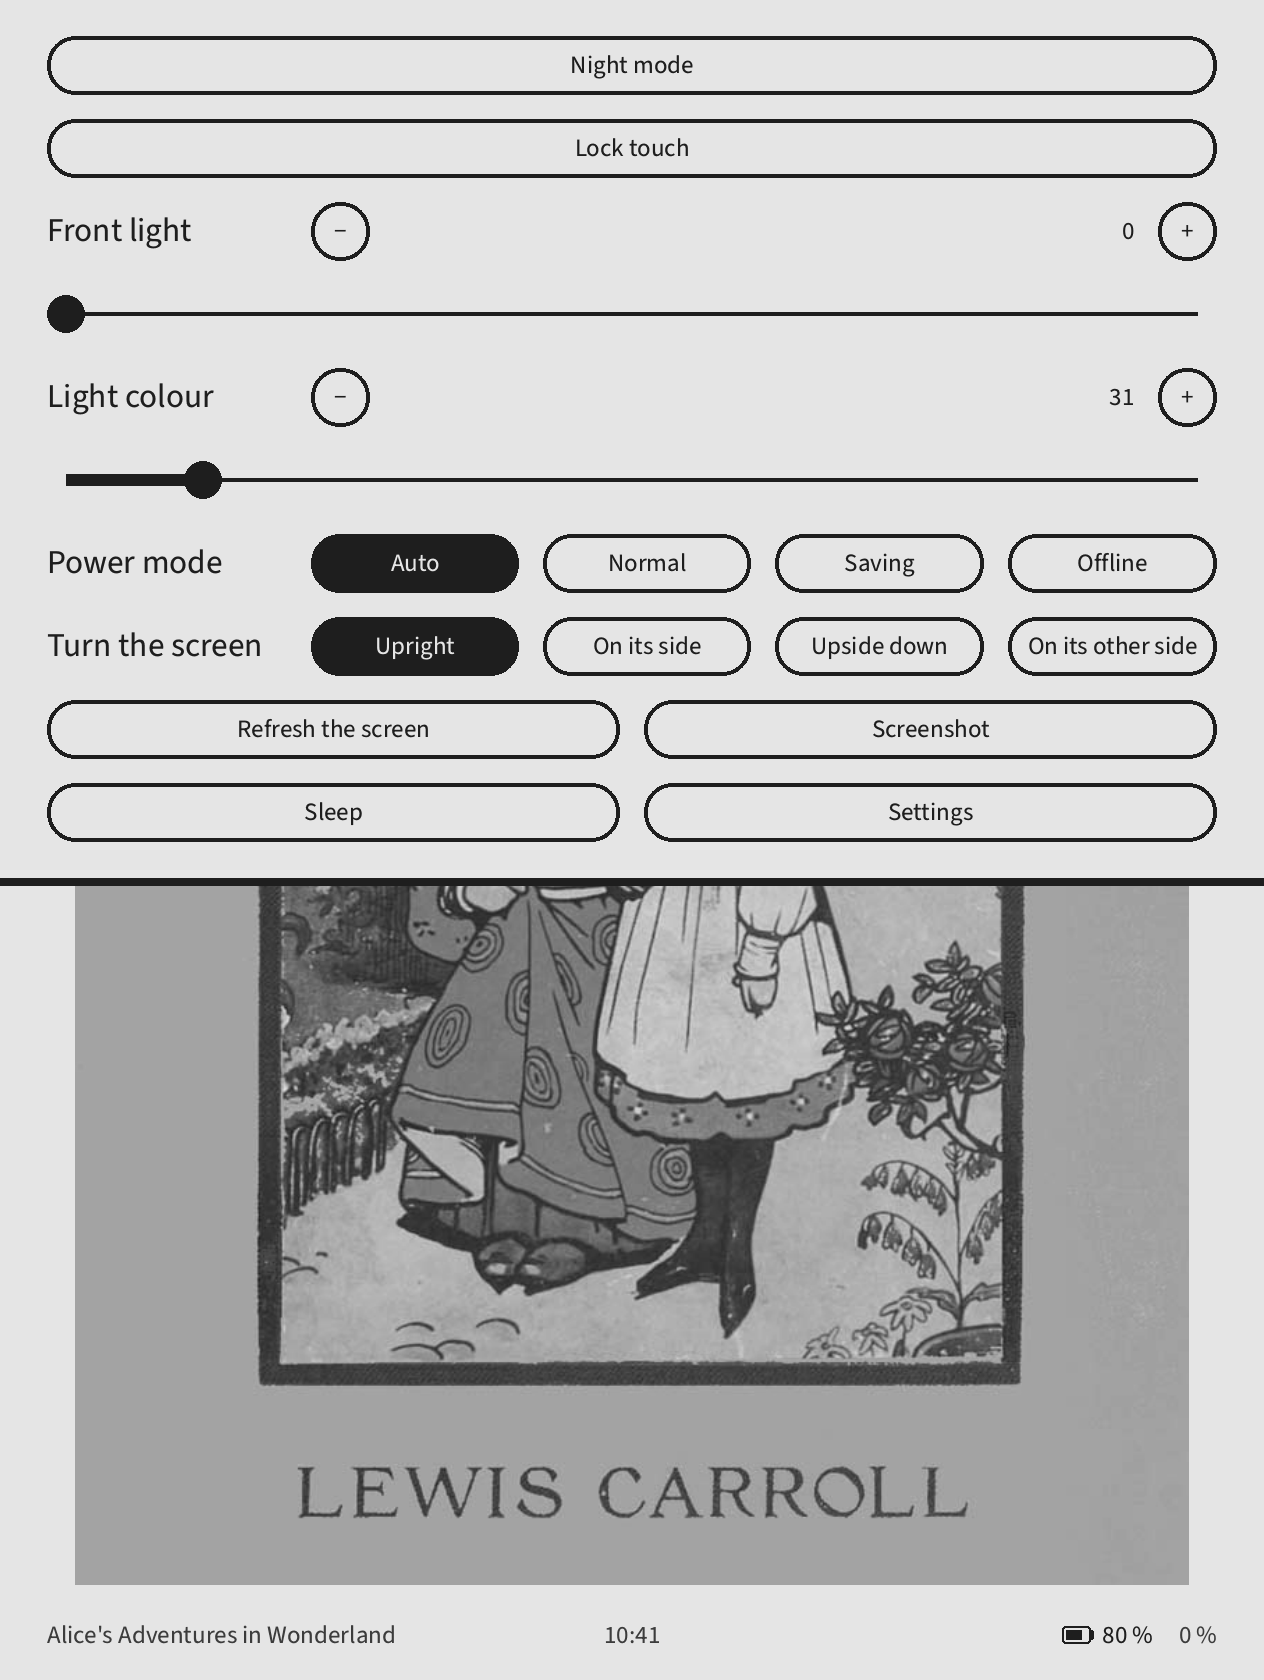 Night mode
Lock touch
Front light − 0 +
Light colour − 31 +
Power mode Auto Normal Saving Offline
Turn the screen Upright On its side Upside down On its other side
Refresh the screen Screenshot
Sleep Settings
LEWIS CARROLL
Alice's Adventures in Wonderland 10:41 80 % 0 %